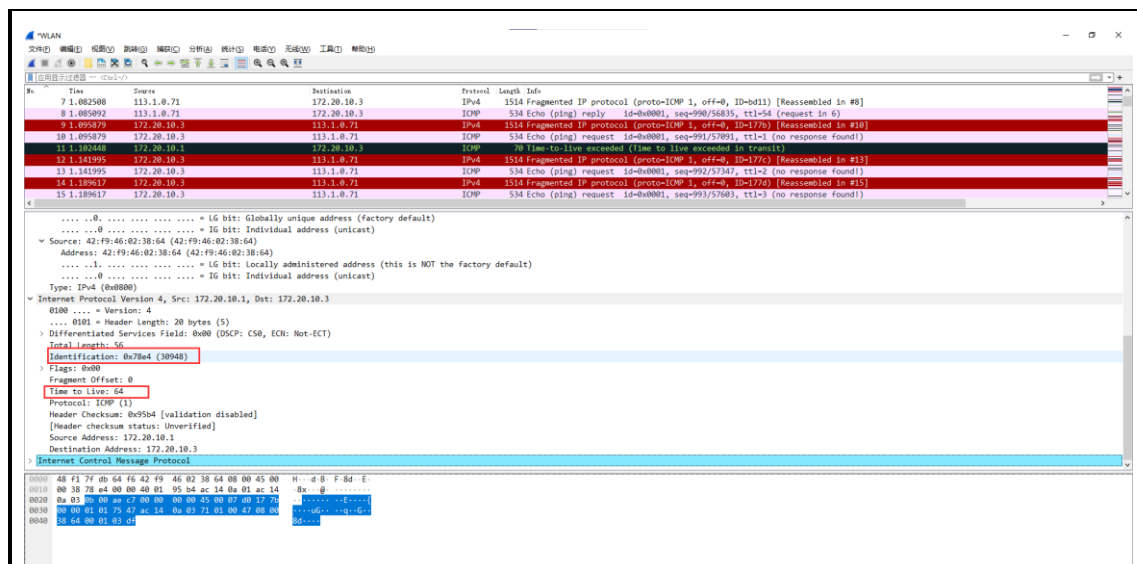 *WLAN
文件(F) 编辑(E) 视图(V) 跳转(G) 捕获(C) 分析(A) 统计(S) 电话(Y) 无线(W) 工具(T) 帮助(H)
应用显示过滤器 … <Ctrl-/>
No. Time Source Destination Protocol Length Info
7 1.082508 113.1.0.71 172.20.10.3 IPv4 1514 Fragmented IP protocol (proto=ICMP 1, off=0, ID=bd11) [Reassembled in #8]
8 1.085092 113.1.0.71 172.20.10.3 ICMP 534 Echo (ping) reply id=0x0001, seq=990/56835, ttl=54 (request in 6)
9 1.095879 172.20.10.3 113.1.0.71 IPv4 1514 Fragmented IP protocol (proto=ICMP 1, off=0, ID=177b) [Reassembled in #10]
10 1.095879 172.20.10.3 113.1.0.71 ICMP 534 Echo (ping) request id=0x0001, seq=991/57091, ttl=1 (no response found!)
11 1.102448 172.20.10.1 172.20.10.3 ICMP 70 Time-to-live exceeded (Time to live exceeded in transit)
12 1.141995 172.20.10.3 113.1.0.71 IPv4 1514 Fragmented IP protocol (proto=ICMP 1, off=0, ID=177c) [Reassembled in #13]
13 1.141995 172.20.10.3 113.1.0.71 ICMP 534 Echo (ping) request id=0x0001, seq=992/57347, ttl=2 (no response found!)
14 1.189617 172.20.10.3 113.1.0.71 IPv4 1514 Fragmented IP protocol (proto=ICMP 1, off=0, ID=177d) [Reassembled in #15]
15 1.189617 172.20.10.3 113.1.0.71 ICMP 534 Echo (ping) request id=0x0001, seq=993/57603, ttl=3 (no response found!)
.... ..0. .... .... .... .... = LG bit: Globally unique address (factory default)
.... ...0 .... .... .... .... = IG bit: Individual address (unicast)
Source: 42:f9:46:02:38:64 (42:f9:46:02:38:64)
Address: 42:f9:46:02:38:64 (42:f9:46:02:38:64)
.... ..1. .... .... .... .... = LG bit: Locally administered address (this is NOT the factory default)
.... ...0 .... .... .... .... = IG bit: Individual address (unicast)
Type: IPv4 (0x0800)
Internet Protocol Version 4, Src: 172.20.10.1, Dst: 172.20.10.3
0100 .... = Version: 4
.... 0101 = Header Length: 20 bytes (5)
Differentiated Services Field: 0x00 (DSCP: CS0, ECN: Not-ECT)
Total Length: 56
Identification: 0x78e4 (30948)
Flags: 0x00
Fragment Offset: 0
Time to Live: 64
Protocol: ICMP (1)
Header Checksum: 0x95b4 [validation disabled]
[Header checksum status: Unverified]
Source Address: 172.20.10.1
Destination Address: 172.20.10.3
Internet Control Message Protocol
0000 48 f1 7f db 64 f6 42 f9 46 02 38 64 08 00 45 00 H···d·B· F·8d··E·
0010 00 38 78 e4 00 00 40 01 95 b4 ac 14 0a 01 ac 14 ·8x···@· ········
0020 0a 03 0b 00 ae c7 00 00 00 00 45 00 07 d0 17 7b ········ ··E····{
0030 00 00 01 01 75 47 ac 14 0a 03 71 01 00 47 08 00 ····uG·· ··q··G··
0040 38 64 00 01 03 df 8d····